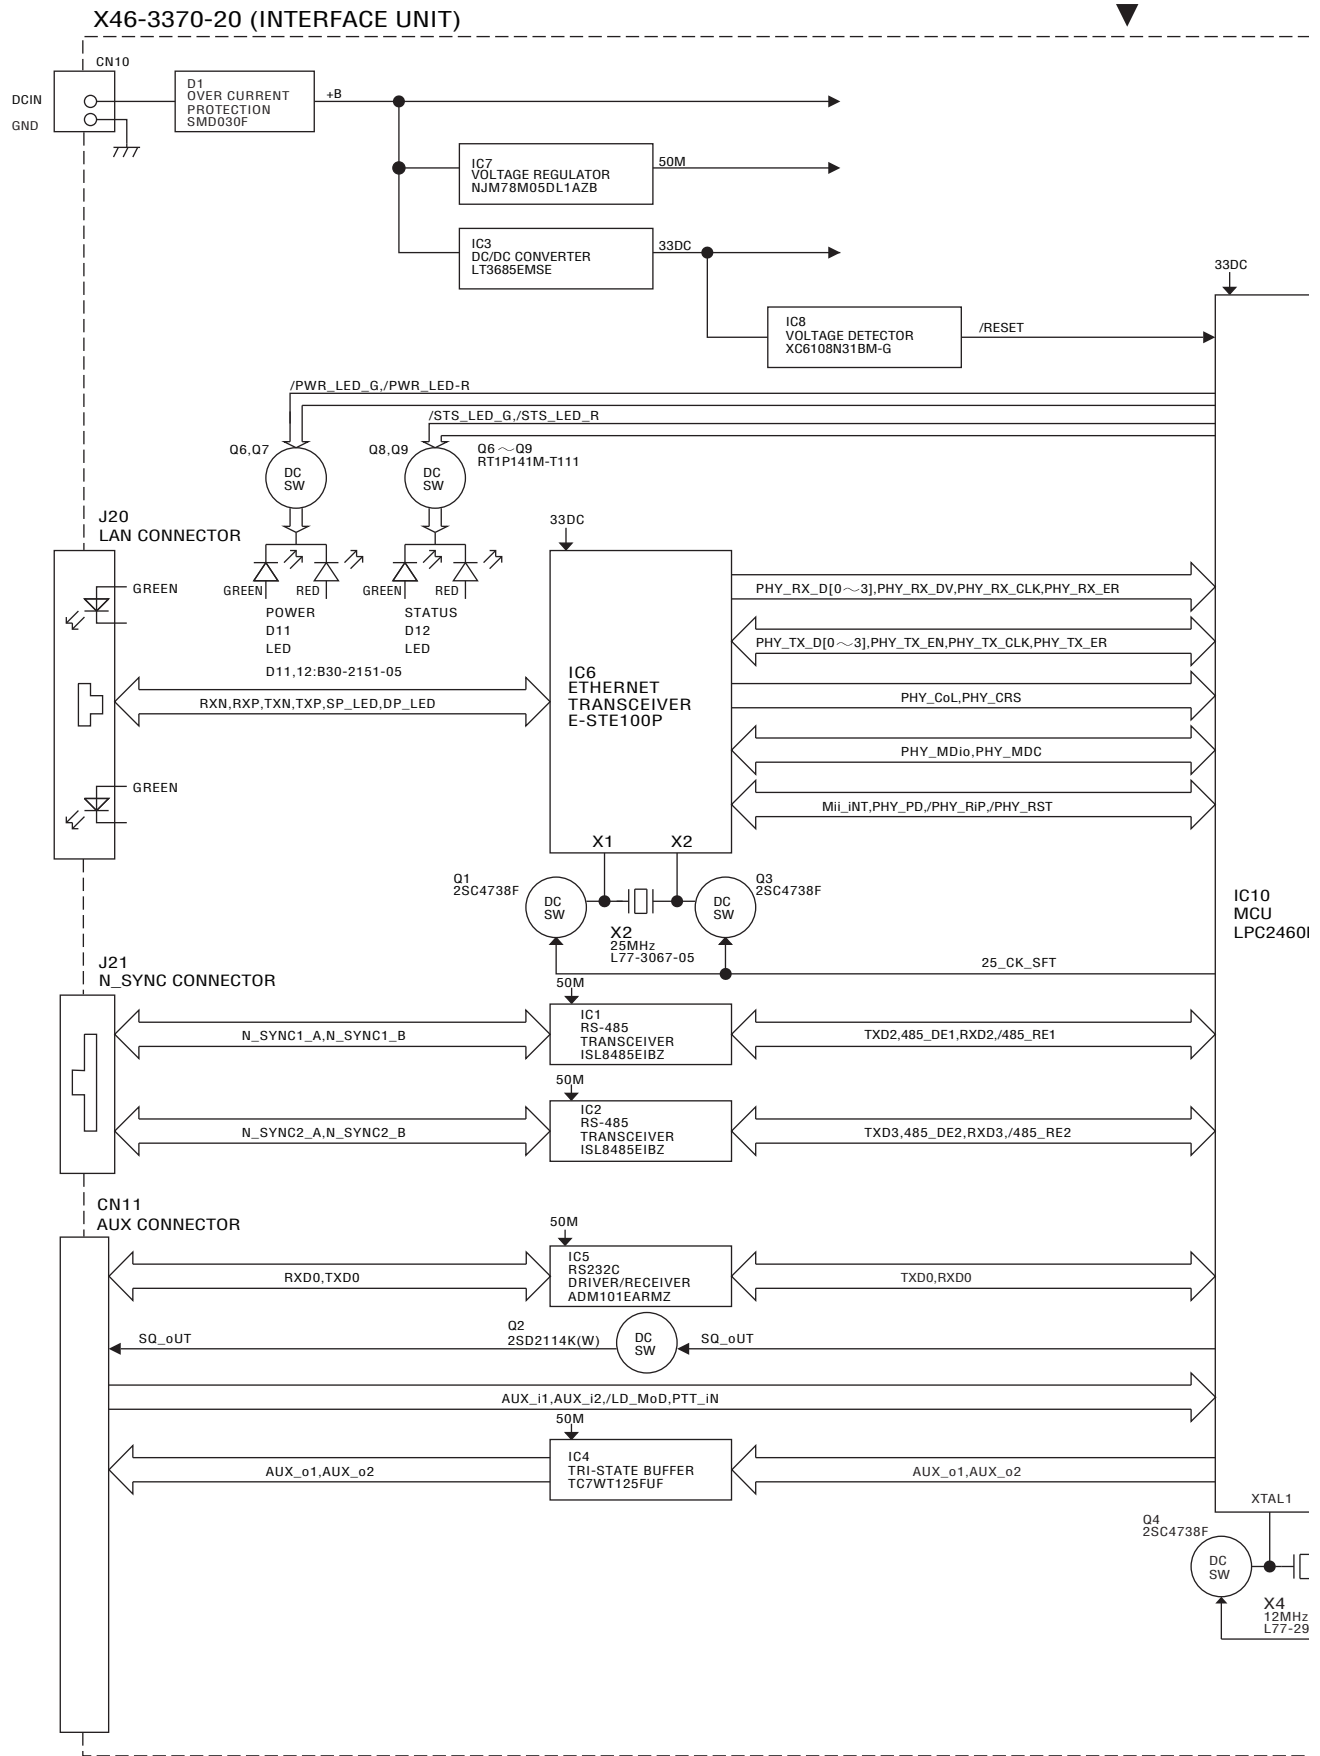 X46-3370-20 (INTERFACE UNIT)
CN10
DCIN
GND
D1
OVER CURRENT
PROTECTION
SMD030F
+B
IC7
VOLTAGE REGULATOR
NJM78M05DL1AZB
50M
IC3
DC/DC CONVERTER
LT3685EMSE
33DC
33DC
IC8
VOLTAGE DETECTOR
XC6108N31BM-G
/RESET
/PWR_LED_G,/PWR_LED-R
/STS_LED_G,/STS_LED_R
Q6,Q7
DC
SW
Q8,Q9
DC
SW
Q6～Q9
RT1P141M-T111
J20
LAN CONNECTOR
33DC
GREEN
GREEN
RED
GREEN
RED
POWER
D11
LED
STATUS
D12
LED
D11,12:B30-2151-05
RXN,RXP,TXN,TXP,SP_LED,DP_LED
GREEN
IC6
ETHERNET
TRANSCEIVER
E-STE100P
PHY_RX_D[0～3],PHY_RX_DV,PHY_RX_CLK,PHY_RX_ER
PHY_TX_D[0～3],PHY_TX_EN,PHY_TX_CLK,PHY_TX_ER
PHY_CoL,PHY_CRS
PHY_MDio,PHY_MDC
Mii_iNT,PHY_PD,/PHY_RiP,/PHY_RST
X1
X2
Q1
2SC4738F
DC
SW
Q3
2SC4738F
DC
SW
X2
25MHz
L77-3067-05
25_CK_SFT
IC10
MCU
LPC2460
J21
N_SYNC CONNECTOR
50M
N_SYNC1_A,N_SYNC1_B
IC1
RS-485
TRANSCEIVER
ISL8485EIBZ
TXD2,485_DE1,RXD2,/485_RE1
50M
N_SYNC2_A,N_SYNC2_B
IC2
RS-485
TRANSCEIVER
ISL8485EIBZ
TXD3,485_DE2,RXD3,/485_RE2
CN11
AUX CONNECTOR
50M
RXD0,TXD0
IC5
RS232C
DRIVER/RECEIVER
ADM101EARMZ
TXD0,RXD0
SQ_oUT
Q2
2SD2114K(W)
DC
SW
SQ_oUT
AUX_i1,AUX_i2,/LD_MoD,PTT_iN
50M
AUX_o1,AUX_o2
IC4
TRI-STATE BUFFER
TC7WT125FUF
AUX_o1,AUX_o2
XTAL1
Q4
2SC4738F
DC
SW
X4
12MHz
L77-29